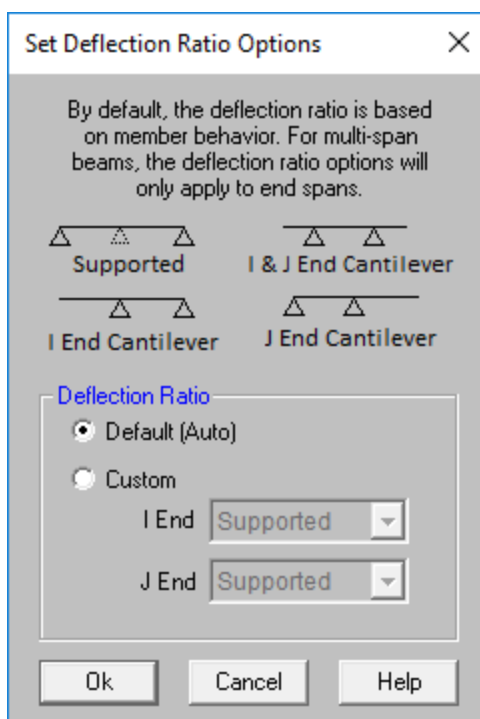 Set Deflection Ratio Options
By default, the deflection ratio is based
on member behavior. For multi-span
beams, the deflection ratio options will
only apply to end spans.
Supported
I & J End Cantilever
I End Cantilever
J End Cantilever
Deflection Ratio
Default (Auto)
Custom
I End Supported
J End Supported
Ok Cancel Help